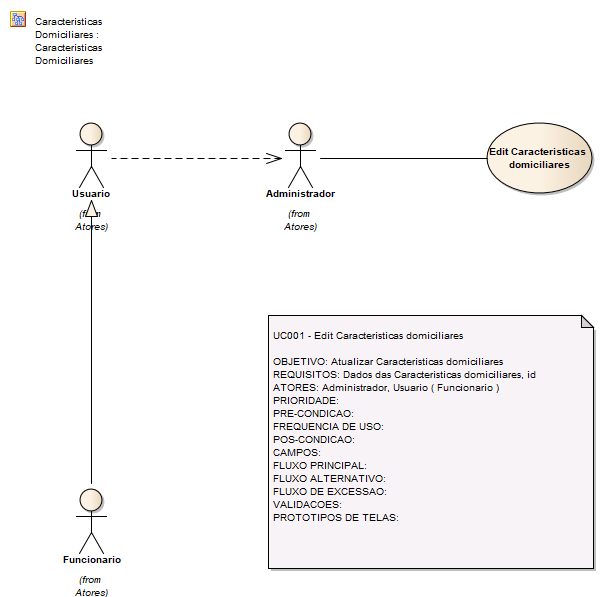 Caracteristicas
Domiciliares :
Caracteristicas
Domiciliares
Usuario
(from
Atores)
Administrador
(from
Atores)
Edit Caracteristicas
domiciliares
UC001 - Edit Caracteristicas domiciliares
OBJETIVO: Atualizar Caracteristicas domiciliares
REQUISITOS: Dados das Caracteristicas domiciliares, id
ATORES: Administrador, Usuario ( Funcionario )
PRIORIDADE:
PRE-CONDICAO:
FREQUENCIA DE USO:
POS-CONDICAO:
CAMPOS:
FLUXO PRINCIPAL:
FLUXO ALTERNATIVO:
FLUXO DE EXCESSAO:
VALIDACOES:
PROTOTIPOS DE TELAS:
Funcionario
(from
Atores)